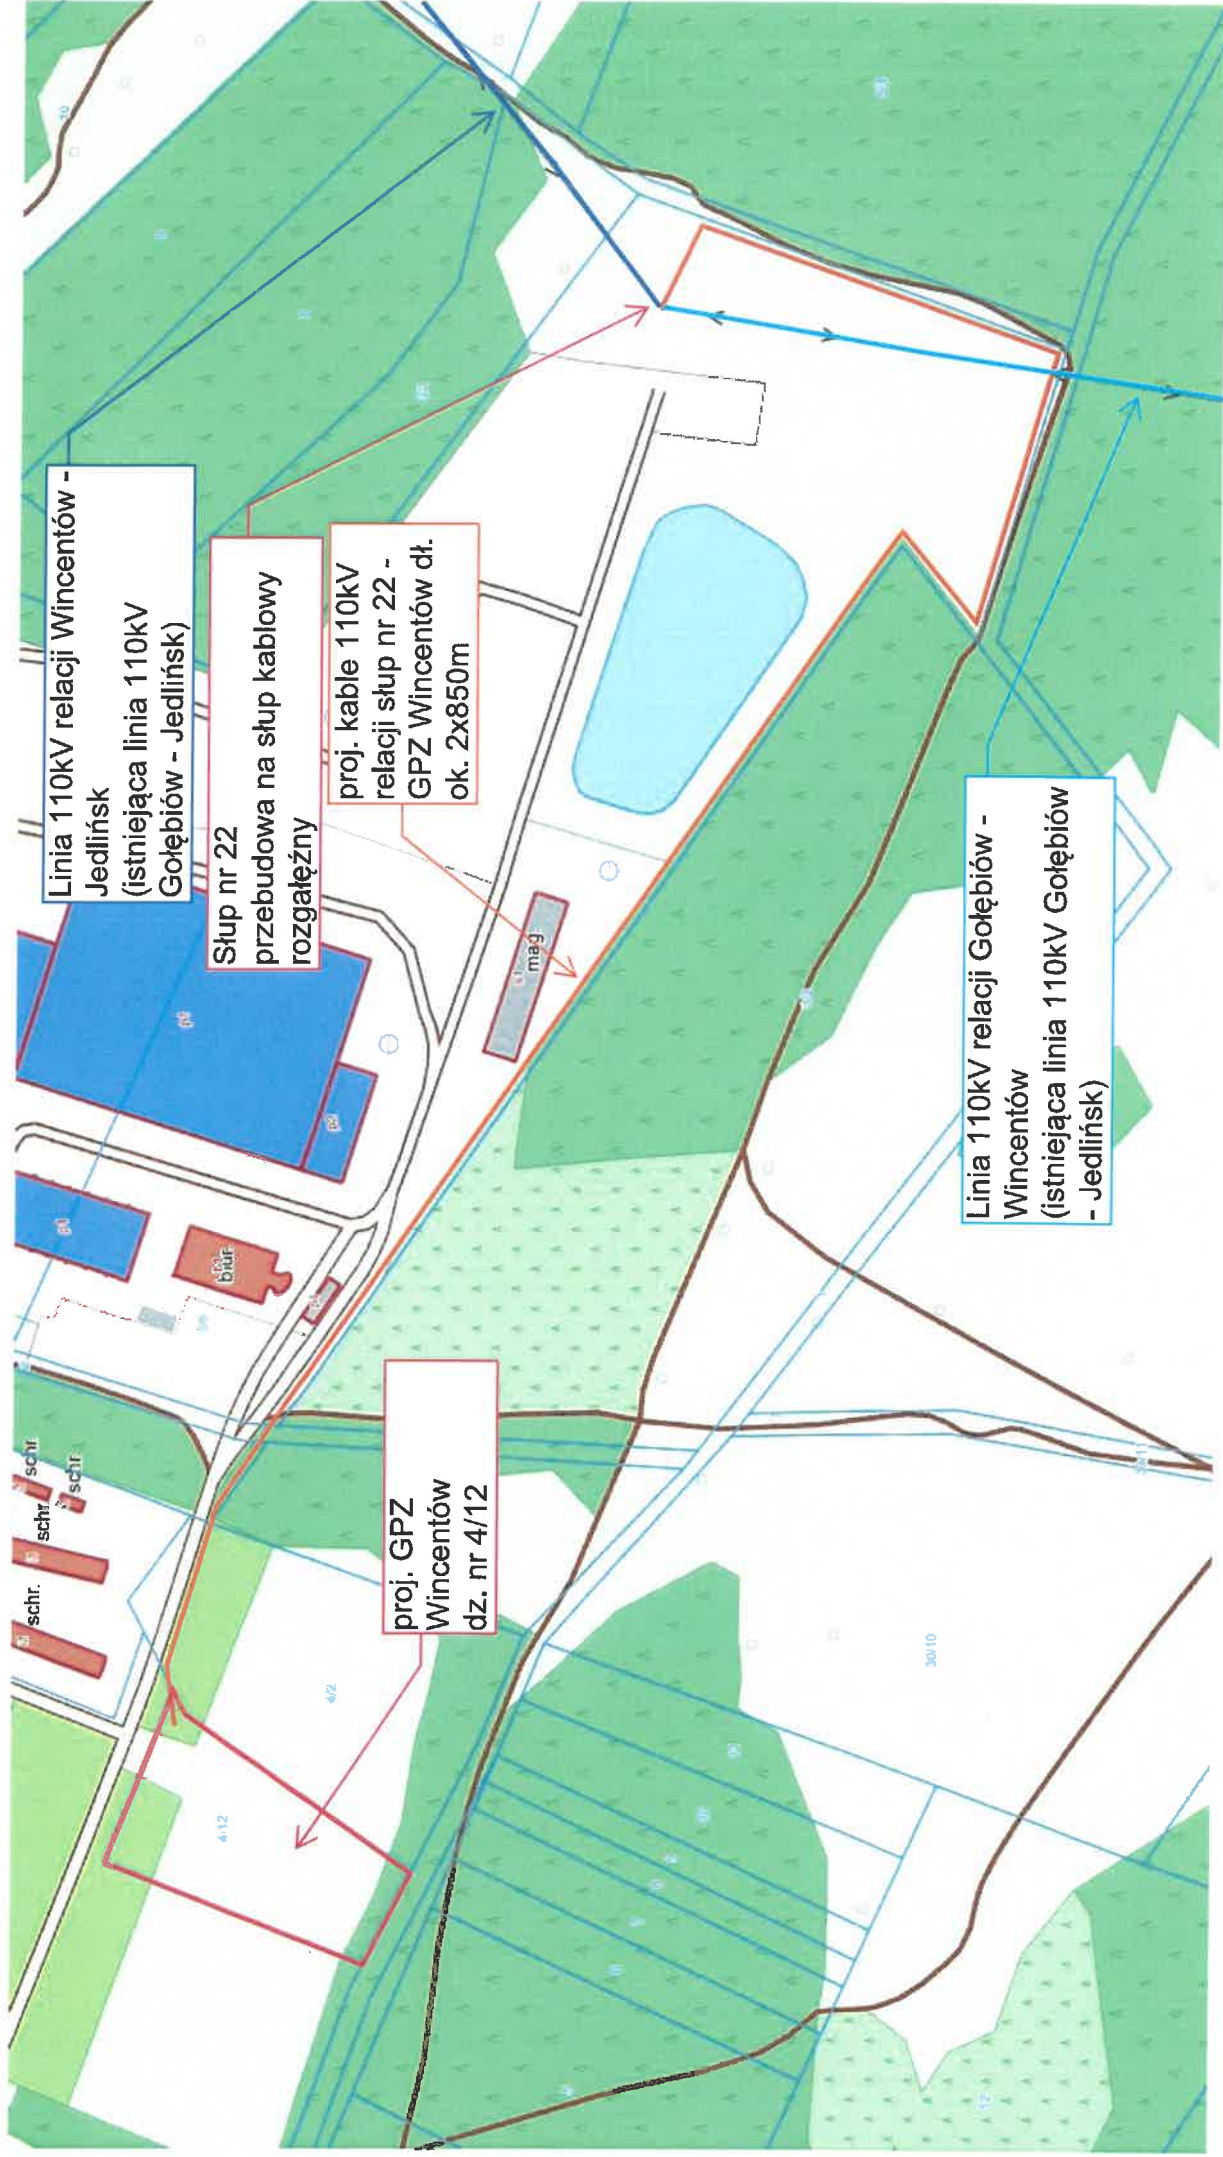 Linia 110kV relacji Wincentów -
Jedlińsk
(istniejąca linia 110kV
Gołębiów - Jedlińsk)
Słup nr 22
przebudowa na słup kablowy
rozgałęźny
proj. kable 110kV
relacji słup nr 22 -
GPZ Wincentów dł.
ok. 2x850m
proj. GPZ
Wincentów
dz. nr 4/12
Linia 110kV relacji Gołębiów -
Wincentów
(istniejąca linia 110kV Gołębiów
- Jedlińsk)
schr.
schr.
schr.
schr.
biur.
mag.
4/12
4/2
30/10